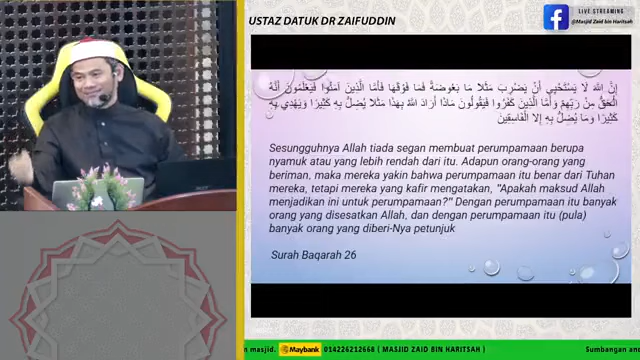 USTAZ DATUK DR ZAIFUDDIN
LIVE STREAMING
@Masjid Zaid bin Haritsah
إِنَّ اللَّهَ لَا يَسْتَحْيِي أَنْ يَضْرِبَ مَثَلًا مَا بَعُوضَةً فَمَا فَوْقَهَا فَأَمَّا الَّذِينَ آمَنُوا فَيَعْلَمُونَ أَنَّهُ
الْحَقُّ مِنْ رَبِّهِمْ وَأَمَّا الَّذِينَ كَفَرُوا فَيَقُولُونَ مَاذَا أَرَادَ اللَّهُ بِهَذَا مَثَلًا يُضِلُّ بِهِ كَثِيرًا وَيَهْدِي بِهِ
كَثِيرًا وَمَا يُضِلُّ بِهِ إِلَّا الْفَاسِقِينَ
Sesungguhnya Allah tiada segan membuat perumpamaan berupa
nyamuk atau yang lebih rendah dari itu. Adapun orang-orang yang
beriman, maka mereka yakin bahwa perumpamaan itu benar dari Tuhan
mereka, tetapi mereka yang kafir mengatakan, "Apakah maksud Allah
menjadikan ini untuk perumpamaan?" Dengan perumpamaan itu banyak
orang yang disesatkan Allah, dan dengan perumpamaan itu (pula)
banyak orang yang diberi-Nya petunjuk
Surah Baqarah 26
masjid. Maybank 014226212668 ( MASJID ZAID BIN HARITSAH ) Sumbangan